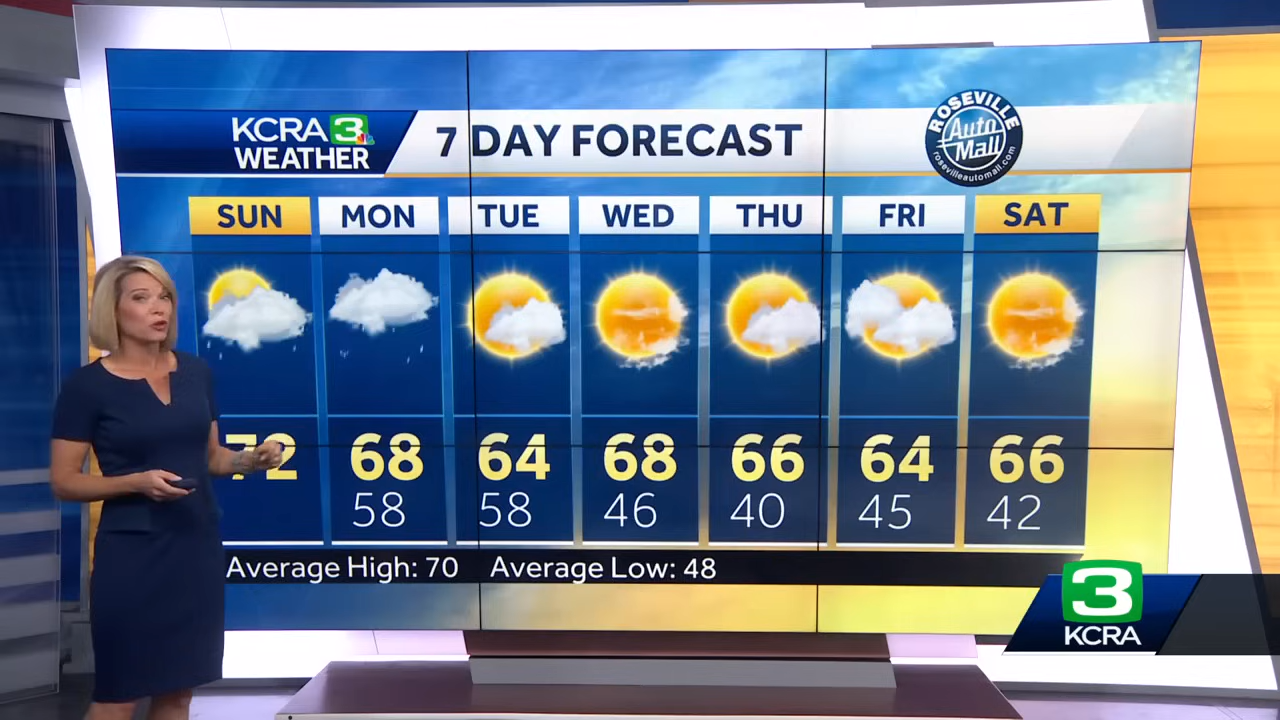 KCRA 3
WEATHER
7 DAY FORECAST
ROSEVILLE
Auto
Mall
rosevilleautomall.com
SUN MON TUE WED THU FRI SAT
72 68 64 68 66 64 66
58 58 46 40 45 42
Average High: 70 Average Low: 48
3
KCRA